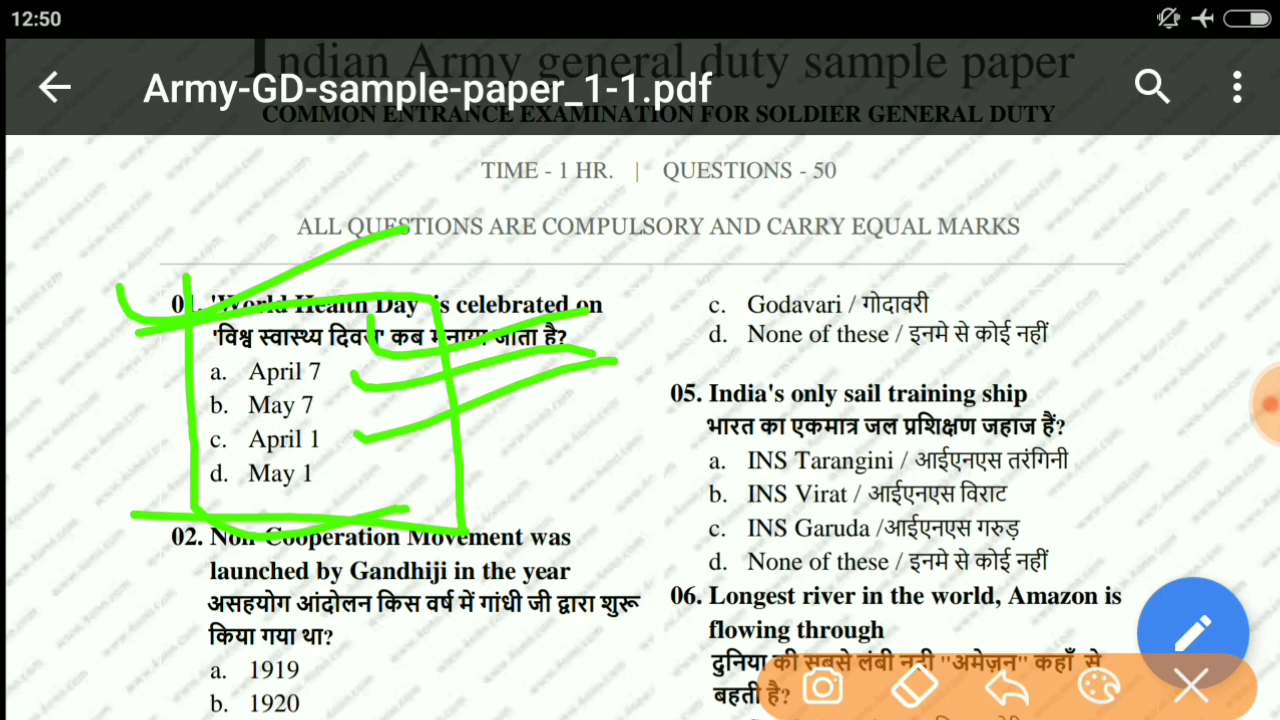 12:50
Indian Army general duty sample paper
Army-GD-sample-paper_1-1.pdf
COMMON ENTRANCE EXAMINATION FOR SOLDIER GENERAL DUTY
TIME - 1 HR. | QUESTIONS - 50
ALL QUESTIONS ARE COMPULSORY AND CARRY EQUAL MARKS
01. 'World Health Day' is celebrated on
'विश्व स्वास्थ्य दिवस' कब मनाया जाता है?
a. April 7
b. May 7
c. April 1
d. May 1
02. Non-Cooperation Movement was
launched by Gandhiji in the year
असहयोग आंदोलन किस वर्ष में गांधी जी द्वारा शुरू
किया गया था?
a. 1919
b. 1920
c. Godavari / गोदावरी
d. None of these / इनमे से कोई नहीं
05. India's only sail training ship
भारत का एकमात्र जल प्रशिक्षण जहाज हैं?
a. INS Tarangini / आईएनएस तरंगिनी
b. INS Virat / आईएनएस विराट
c. INS Garuda /आईएनएस गरुड़
d. None of these / इनमे से कोई नहीं
06. Longest river in the world, Amazon is
flowing through
दुनिया की सबसे लंबी नदी "अमेज़न" कहाँ से
बहती है?